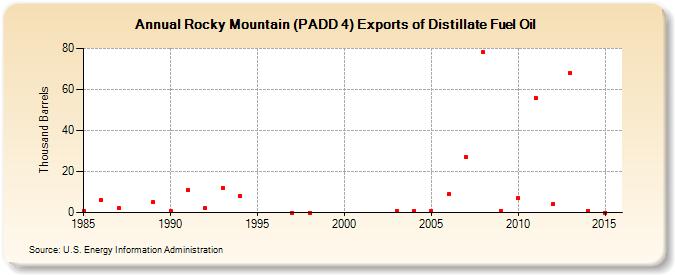 Annual Rocky Mountain (PADD 4) Exports of Distillate Fuel Oil
Thousand Barrels
80
60
40
20
0
1985 1990 1995 2000 2005 2010 2015
Source: U.S. Energy Information Administration